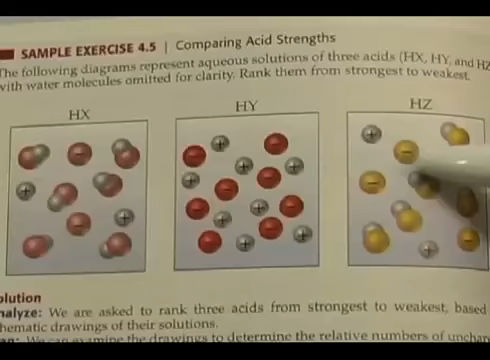 SAMPLE EXERCISE 4.5 | Comparing Acid Strengths
The following diagrams represent aqueous solutions of three acids (HX, HY, and HZ
with water molecules omitted for clarity. Rank them from strongest to weakest.
HX HY HZ
olution
nalyze: We are asked to rank three acids from strongest to weakest, based
hematic drawings of their solutions.
an: We can examine the drawings to determine the relative numbers of unchar